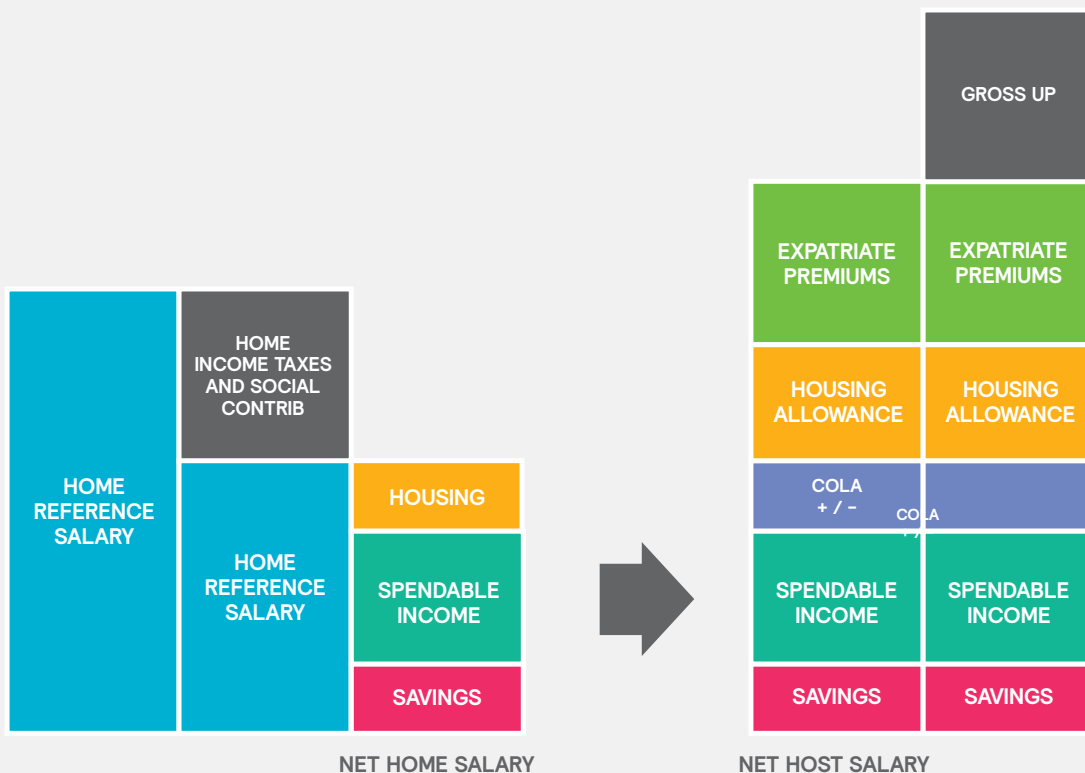 GROSS UP
EXPATRIATE
PREMIUMS
EXPATRIATE
PREMIUMS
HOME
INCOME TAXES
AND SOCIAL
CONTRIB
HOUSING
ALLOWANCE
HOUSING
ALLOWANCE
HOME
REFERENCE
SALARY
HOUSING
COLA
+ / -
COLA
HOME
REFERENCE
SALARY
SPENDABLE
INCOME
SPENDABLE
INCOME
SPENDABLE
INCOME
SAVINGS
SAVINGS
SAVINGS
NET HOME SALARY
NET HOST SALARY